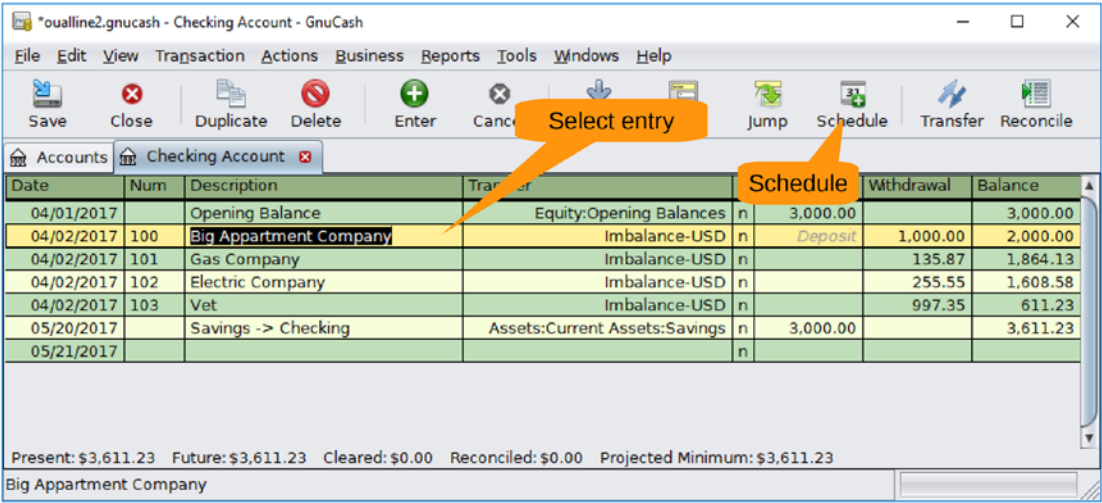 *oualline2.gnucash - Checking Account - GnuCash
File Edit View Transaction Actions Business Reports Tools Windows Help
Save Close Duplicate Delete Enter Jump Schedule Transfer Reconcile
Select entry
Accounts Checking Account
Schedule
Date Num Description Withdrawal Balance
04/01/2017 Opening Balance Equity:Opening Balances n 3,000.00 3,000.00
04/02/2017 100 Big Appartment Company Imbalance-USD n Deposit 1,000.00 2,000.00
04/02/2017 101 Gas Company Imbalance-USD n 135.87 1,864.13
04/02/2017 102 Electric Company Imbalance-USD n 255.55 1,608.58
04/02/2017 103 Vet Imbalance-USD n 997.35 611.23
05/20/2017 Savings -> Checking Assets:Current Assets:Savings n 3,000.00 3,611.23
05/21/2017 n
Present: $3,611.23 Future: $3,611.23 Cleared: $0.00 Reconciled: $0.00 Projected Minimum: $3,611.23
Big Appartment Company